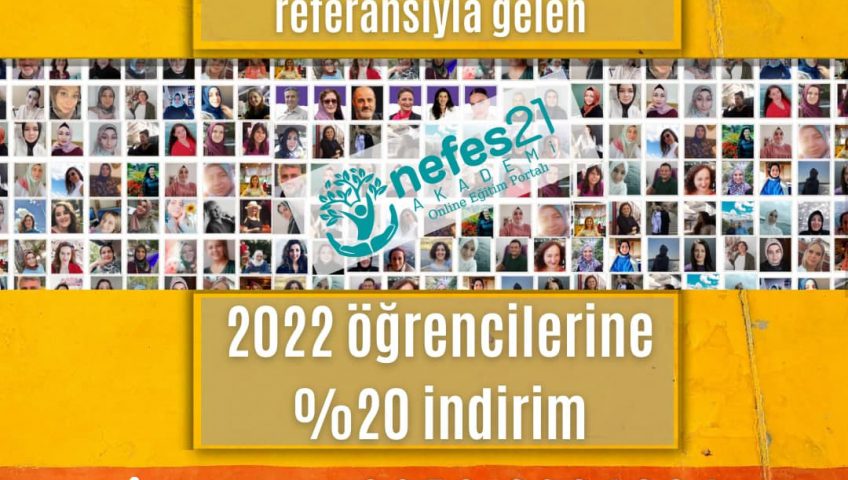 referansıyla gelen
nefes21
AKADEMİ
Online Eğitim Portalı
2022 öğrencilerine
%20 indirim